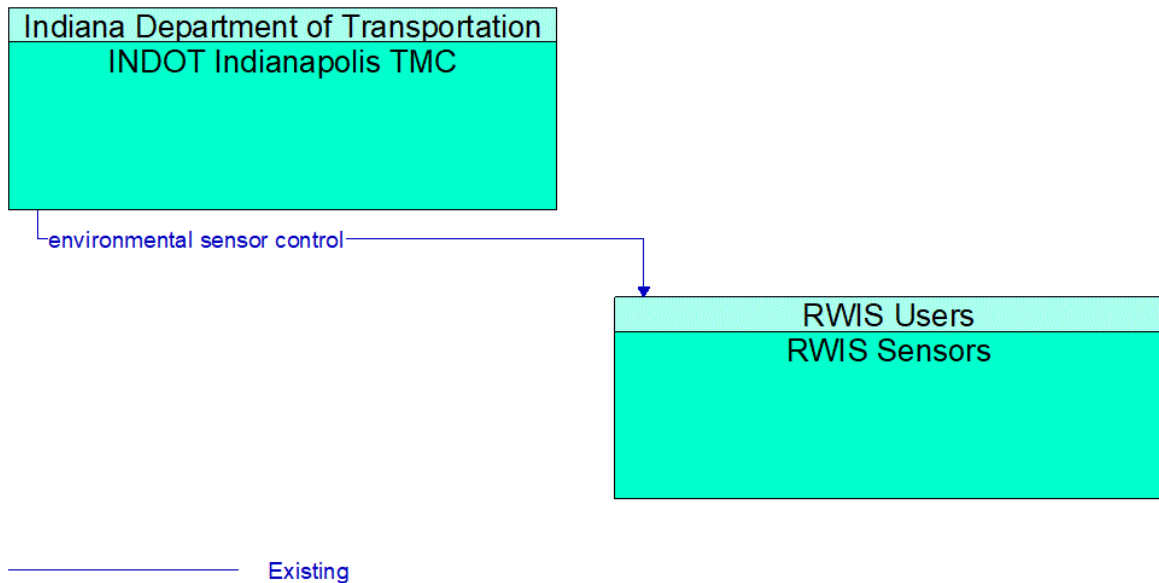 Indiana Department of Transportation
INDOT Indianapolis TMC
environmental sensor control
RWIS Users
RWIS Sensors
Existing